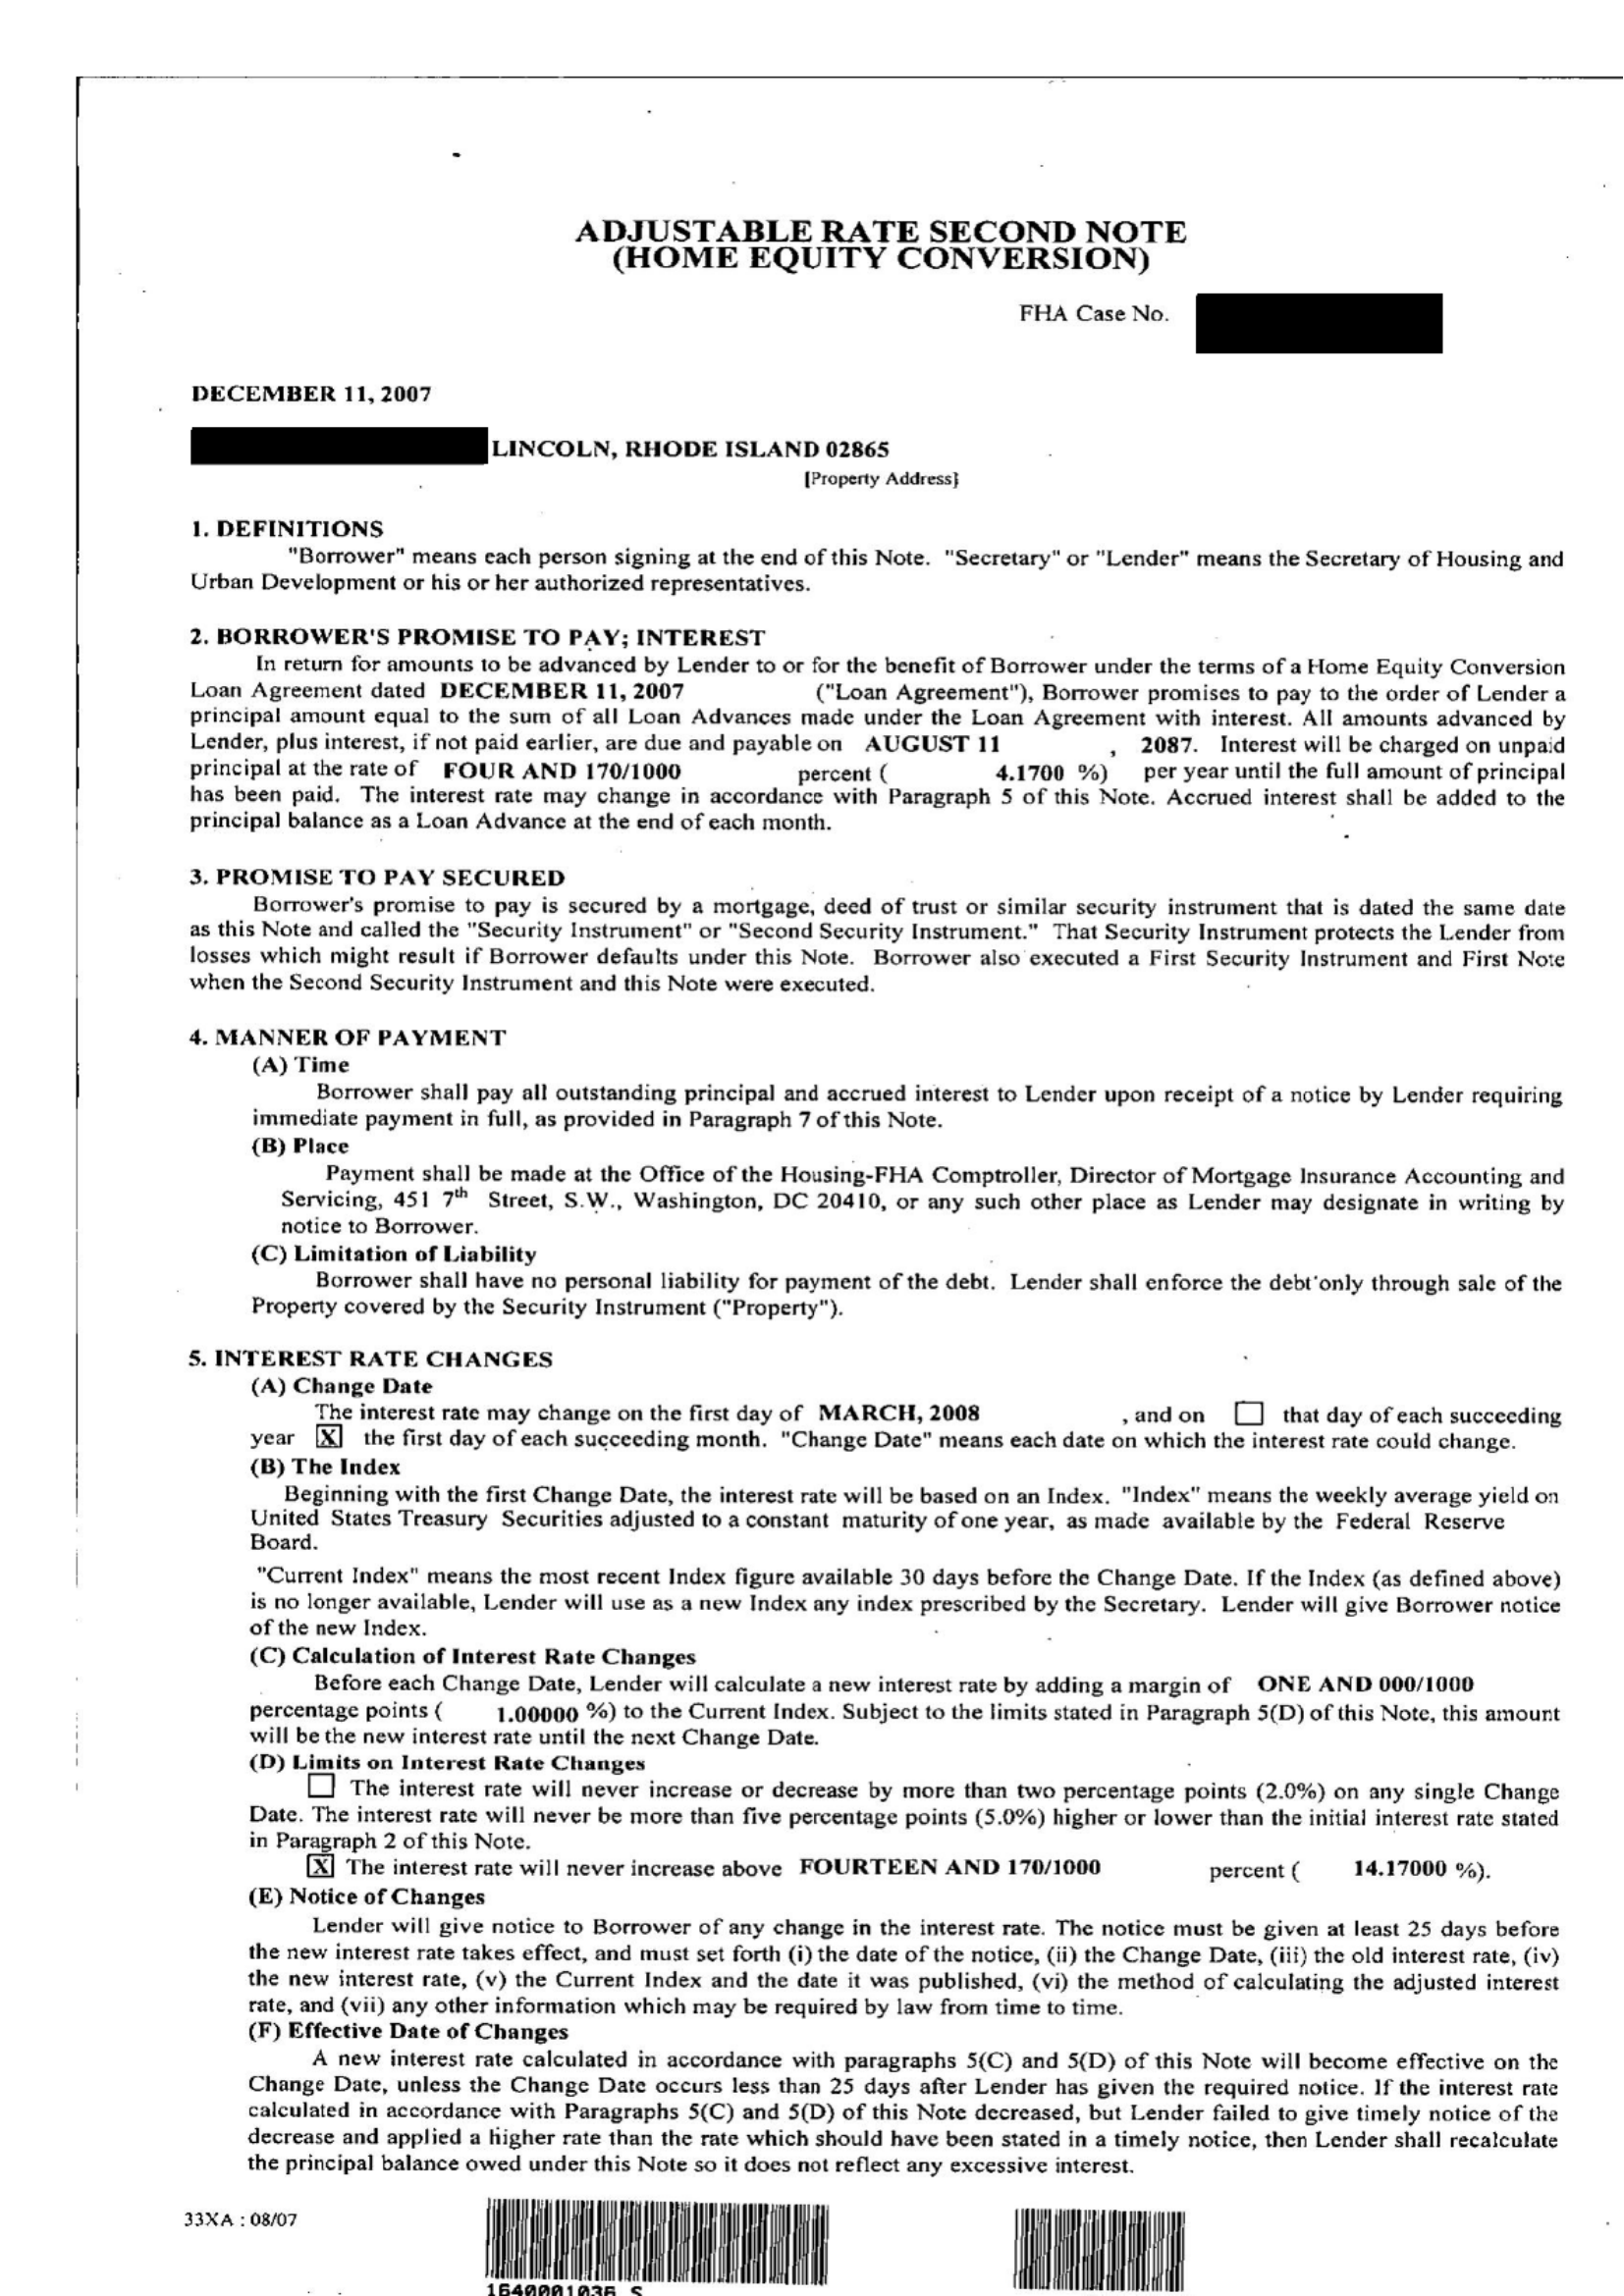 ADJUSTABLE RATE SECOND NOTE
(HOME EQUITY CONVERSION)
FHA Case No.
DECEMBER 11, 2007
LINCOLN, RHODE ISLAND 02865
[Property Address]
1. DEFINITIONS
"Borrower" means each person signing at the end of this Note. "Secretary" or "Lender" means the Secretary of Housing and
Urban Development or his or her authorized representatives.
2. BORROWER'S PROMISE TO PAY; INTEREST
In return for amounts to be advanced by Lender to or for the benefit of Borrower under the terms of a Home Equity Conversion
Loan Agreement dated DECEMBER 11, 2007 ("Loan Agreement"), Borrower promises to pay to the order of Lender a
principal amount equal to the sum of all Loan Advances made under the Loan Agreement with interest. All amounts advanced by
Lender, plus interest, if not paid earlier, are due and payable on AUGUST 11 , 2087. Interest will be charged on unpaid
principal at the rate of FOUR AND 170/1000 percent ( 4.1700 %) per year until the full amount of principal
has been paid. The interest rate may change in accordance with Paragraph 5 of this Note. Accrued interest shall be added to the
principal balance as a Loan Advance at the end of each month.
3. PROMISE TO PAY SECURED
Borrower's promise to pay is secured by a mortgage, deed of trust or similar security instrument that is dated the same date
as this Note and called the "Security Instrument" or "Second Security Instrument." That Security Instrument protects the Lender from
losses which might result if Borrower defaults under this Note. Borrower also executed a First Security Instrument and First Note
when the Second Security Instrument and this Note were executed.
4. MANNER OF PAYMENT
(A) Time
Borrower shall pay all outstanding principal and accrued interest to Lender upon receipt of a notice by Lender requiring
immediate payment in full, as provided in Paragraph 7 of this Note.
(B) Place
Payment shall be made at the Office of the Housing-FHA Comptroller, Director of Mortgage Insurance Accounting and
Servicing, 451 7th Street, S.W., Washington, DC 20410, or any such other place as Lender may designate in writing by
notice to Borrower.
(C) Limitation of Liability
Borrower shall have no personal liability for payment of the debt. Lender shall enforce the debt only through sale of the
Property covered by the Security Instrument ("Property").
5. INTEREST RATE CHANGES
(A) Change Date
The interest rate may change on the first day of MARCH, 2008 , and on ☐ that day of each succeeding
year [X] the first day of each succeeding month. "Change Date" means each date on which the interest rate could change.
(B) The Index
Beginning with the first Change Date, the interest rate will be based on an Index. "Index" means the weekly average yield on
United States Treasury Securities adjusted to a constant maturity of one year, as made available by the Federal Reserve
Board.
"Current Index" means the most recent Index figure available 30 days before the Change Date. If the Index (as defined above)
is no longer available, Lender will use as a new Index any index prescribed by the Secretary. Lender will give Borrower notice
of the new Index.
(C) Calculation of Interest Rate Changes
Before each Change Date, Lender will calculate a new interest rate by adding a margin of ONE AND 000/1000
percentage points ( 1.00000 %) to the Current Index. Subject to the limits stated in Paragraph 5(D) of this Note, this amount
will be the new interest rate until the next Change Date.
(D) Limits on Interest Rate Changes
☐ The interest rate will never increase or decrease by more than two percentage points (2.0%) on any single Change
Date. The interest rate will never be more than five percentage points (5.0%) higher or lower than the initial interest rate stated
in Paragraph 2 of this Note.
[X] The interest rate will never increase above FOURTEEN AND 170/1000 percent ( 14.17000 %).
(E) Notice of Changes
Lender will give notice to Borrower of any change in the interest rate. The notice must be given at least 25 days before
the new interest rate takes effect, and must set forth (i) the date of the notice, (ii) the Change Date, (iii) the old interest rate, (iv)
the new interest rate, (v) the Current Index and the date it was published, (vi) the method of calculating the adjusted interest
rate, and (vii) any other information which may be required by law from time to time.
(F) Effective Date of Changes
A new interest rate calculated in accordance with paragraphs 5(C) and 5(D) of this Note will become effective on the
Change Date, unless the Change Date occurs less than 25 days after Lender has given the required notice. If the interest rate
calculated in accordance with Paragraphs 5(C) and 5(D) of this Note decreased, but Lender failed to give timely notice of the
decrease and applied a higher rate than the rate which should have been stated in a timely notice, then Lender shall recalculate
the principal balance owed under this Note so it does not reflect any excessive interest.
33XA : 08/07
1640001036 S